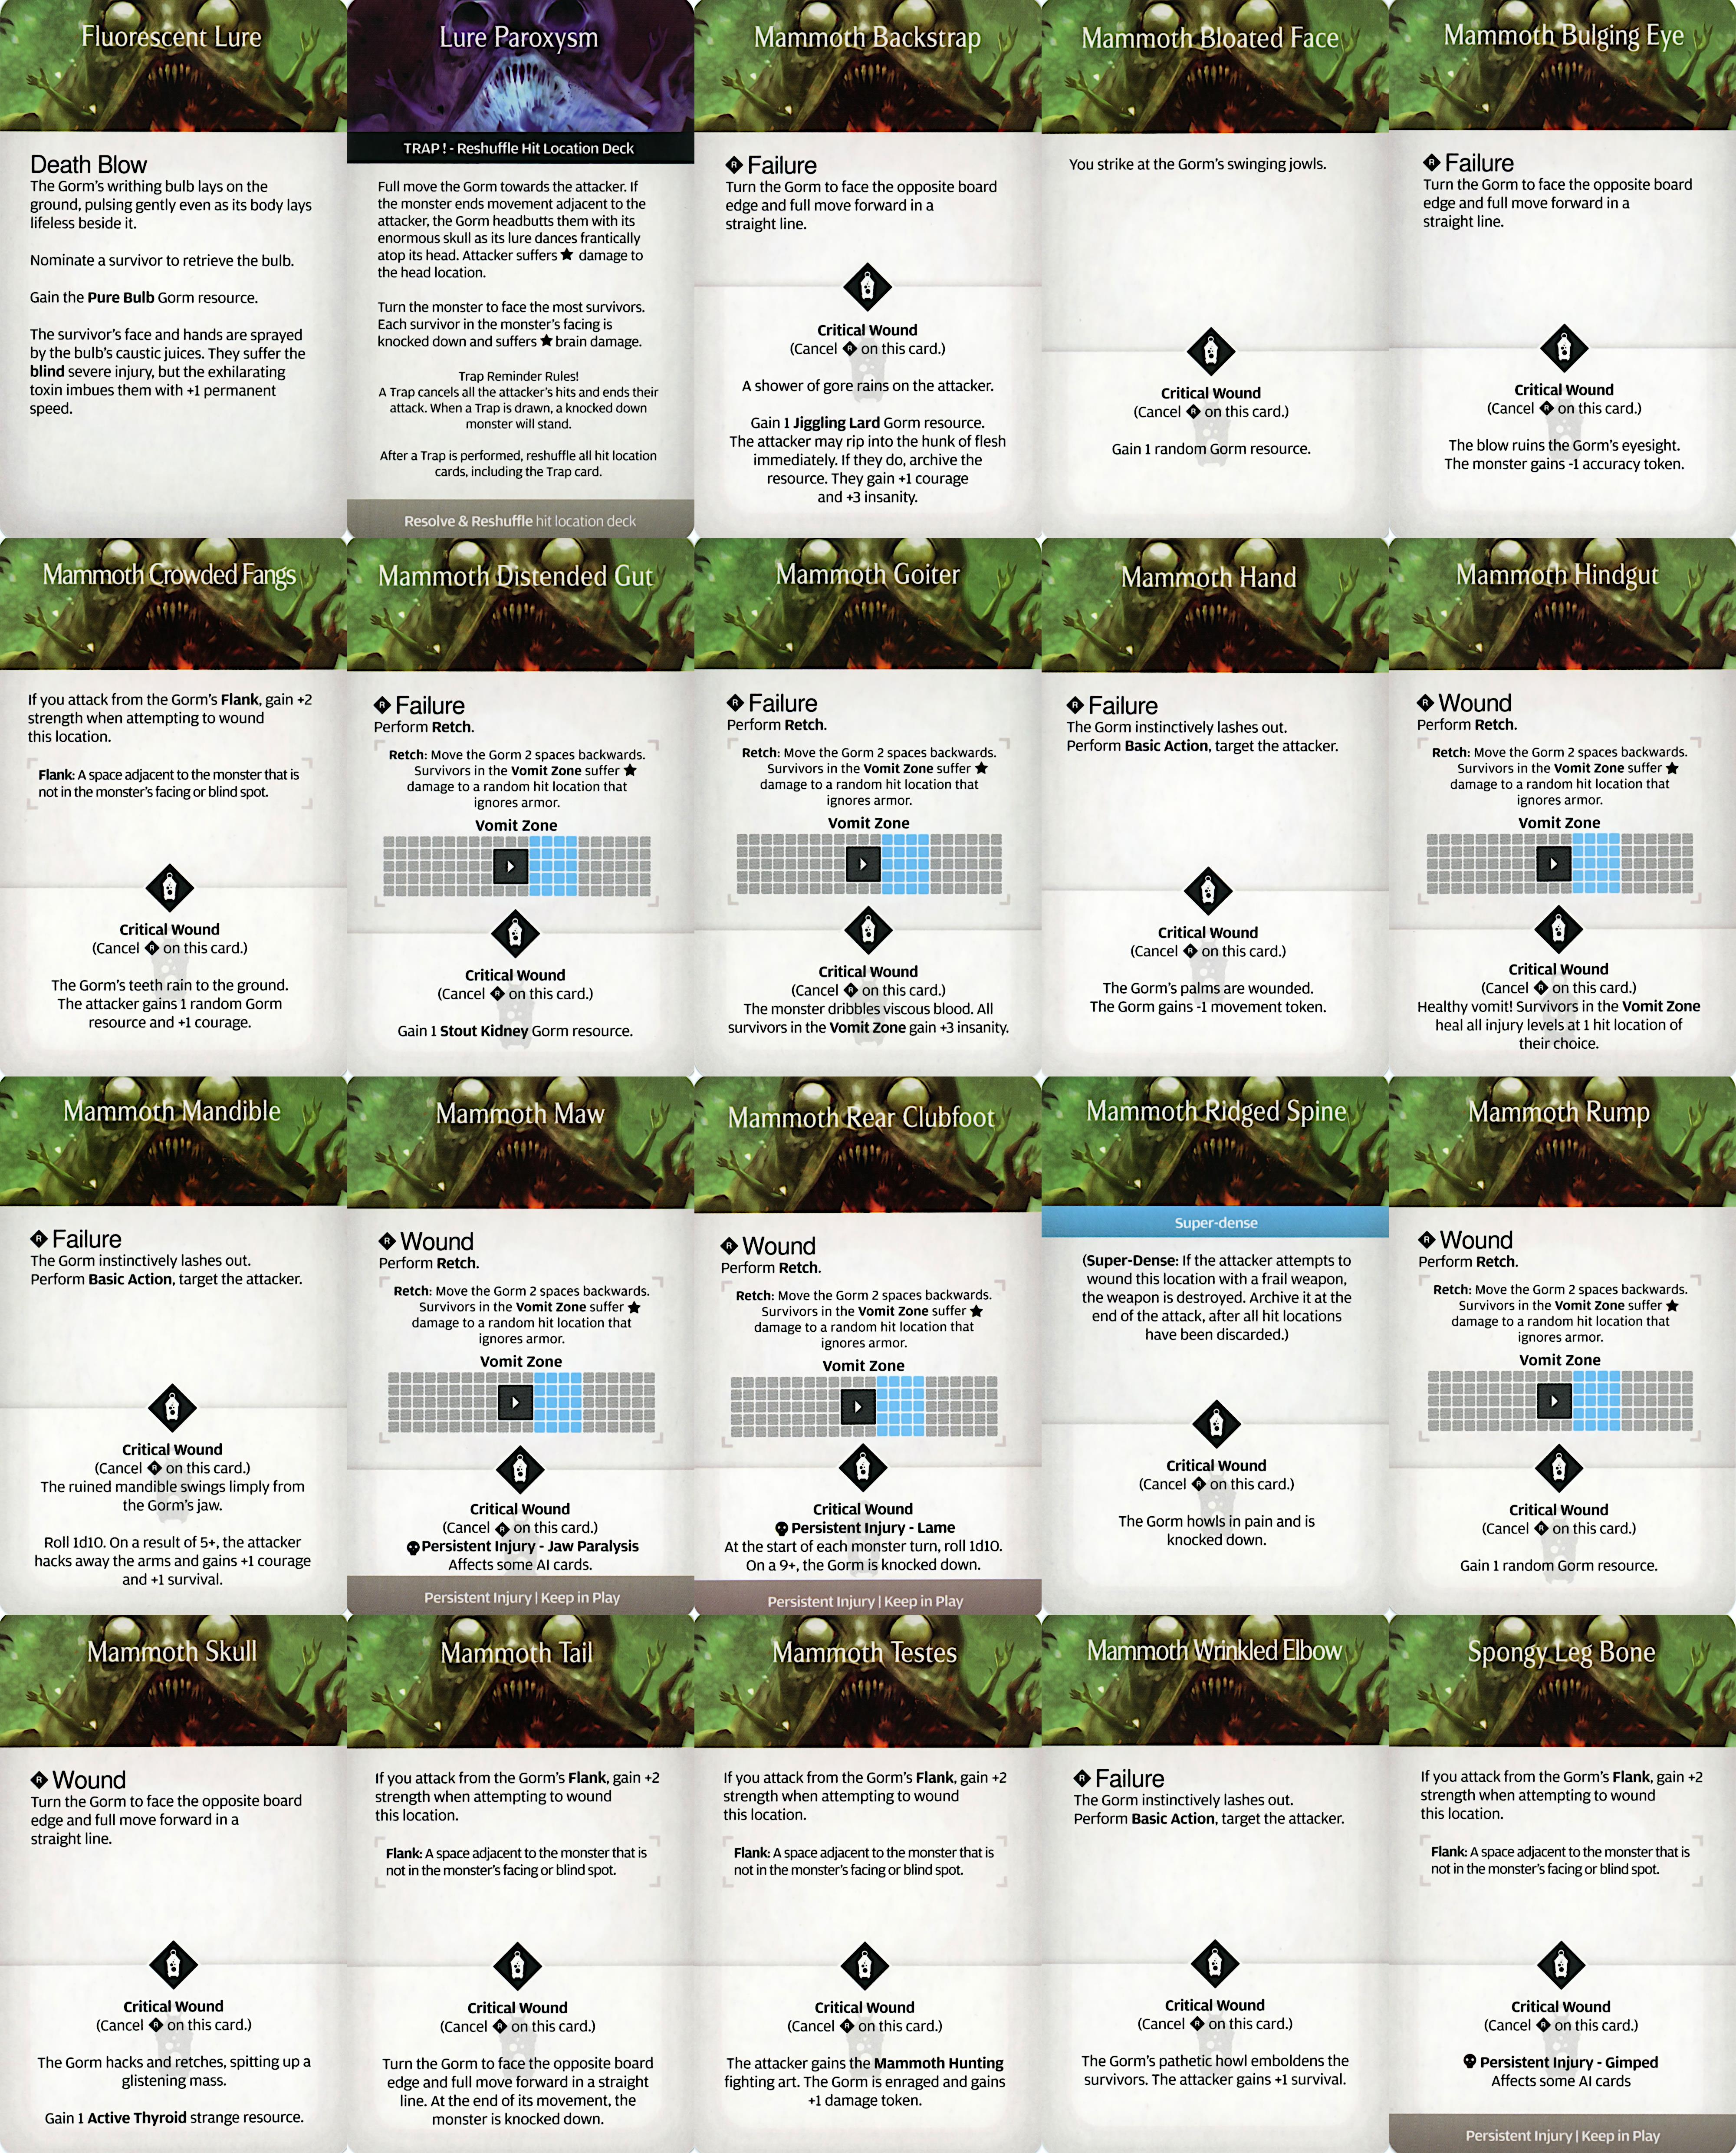 Fluorescent Lure
Death Blow
The Gorm's writhing bulb lays on the
ground, pulsing gently even as its body lays
lifeless beside it.
Nominate a survivor to retrieve the bulb.
Gain the Pure Bulb Gorm resource.
The survivor's face and hands are sprayed
by the bulb's caustic juices. They suffer the
blind severe injury, but the exhilarating
toxin imbues them with +1 permanent
speed.
Lure Paroxysm
TRAP ! - Reshuffle Hit Location Deck
Full move the Gorm towards the attacker. If
the monster ends movement adjacent to the
attacker, the Gorm headbutts them with its
enormous skull as its lure dances frantically
atop its head. Attacker suffers ★ damage to
the head location.
Turn the monster to face the most survivors.
Each survivor in the monster's facing is
knocked down and suffers ★ brain damage.
Trap Reminder Rules!
A Trap cancels all the attacker's hits and ends their
attack. When a Trap is drawn, a knocked down
monster will stand.
After a Trap is performed, reshuffle all hit location
cards, including the Trap card.
Resolve & Reshuffle hit location deck
Mammoth Backstrap
R Failure
Turn the Gorm to face the opposite board
edge and full move forward in a
straight line.
Critical Wound
(Cancel R on this card.)
A shower of gore rains on the attacker.
Gain 1 Jiggling Lard Gorm resource.
The attacker may rip into the hunk of flesh
immediately. If they do, archive the
resource. They gain +1 courage
and +3 insanity.
Mammoth Bloated Face
You strike at the Gorm's swinging jowls.
Critical Wound
(Cancel R on this card.)
Gain 1 random Gorm resource.
Mammoth Bulging Eye
R Failure
Turn the Gorm to face the opposite board
edge and full move forward in a
straight line.
Critical Wound
(Cancel R on this card.)
The blow ruins the Gorm's eyesight.
The monster gains -1 accuracy token.
Mammoth Crowded Fangs
If you attack from the Gorm's Flank, gain +2
strength when attempting to wound
this location.
Flank: A space adjacent to the monster that is
not in the monster's facing or blind spot.
Critical Wound
(Cancel R on this card.)
The Gorm's teeth rain to the ground.
The attacker gains 1 random Gorm
resource and +1 courage.
Mammoth Distended Gut
R Failure
Perform Retch.
Retch: Move the Gorm 2 spaces backwards.
Survivors in the Vomit Zone suffer ★
damage to a random hit location that
ignores armor.
Vomit Zone
Critical Wound
(Cancel R on this card.)
Gain 1 Stout Kidney Gorm resource.
Mammoth Goiter
R Failure
Perform Retch.
Retch: Move the Gorm 2 spaces backwards.
Survivors in the Vomit Zone suffer ★
damage to a random hit location that
ignores armor.
Vomit Zone
Critical Wound
(Cancel R on this card.)
The monster dribbles viscous blood. All
survivors in the Vomit Zone gain +3 insanity.
Mammoth Hand
R Failure
The Gorm instinctively lashes out.
Perform Basic Action, target the attacker.
Critical Wound
(Cancel R on this card.)
The Gorm's palms are wounded.
The Gorm gains -1 movement token.
Mammoth Hindgut
R Wound
Perform Retch.
Retch: Move the Gorm 2 spaces backwards.
Survivors in the Vomit Zone suffer ★
damage to a random hit location that
ignores armor.
Vomit Zone
Critical Wound
(Cancel R on this card.)
Healthy vomit! Survivors in the Vomit Zone
heal all injury levels at 1 hit location of
their choice.
Mammoth Mandible
R Failure
The Gorm instinctively lashes out.
Perform Basic Action, target the attacker.
Critical Wound
(Cancel R on this card.)
The ruined mandible swings limply from
the Gorm's jaw.
Roll 1d10. On a result of 5+, the attacker
hacks away the arms and gains +1 courage
and +1 survival.
Mammoth Maw
R Wound
Perform Retch.
Retch: Move the Gorm 2 spaces backwards.
Survivors in the Vomit Zone suffer ★
damage to a random hit location that
ignores armor.
Vomit Zone
Critical Wound
(Cancel R on this card.)
Persistent Injury - Jaw Paralysis
Affects some AI cards.
Persistent Injury | Keep in Play
Mammoth Rear Clubfoot
R Wound
Perform Retch.
Retch: Move the Gorm 2 spaces backwards.
Survivors in the Vomit Zone suffer ★
damage to a random hit location that
ignores armor.
Vomit Zone
Critical Wound
Persistent Injury - Lame
At the start of each monster turn, roll 1d10.
On a 9+, the Gorm is knocked down.
Persistent Injury | Keep in Play
Mammoth Ridged Spine
Super-dense
(Super-Dense: If the attacker attempts to
wound this location with a frail weapon,
the weapon is destroyed. Archive it at the
end of the attack, after all hit locations
have been discarded.)
Critical Wound
(Cancel R on this card.)
The Gorm howls in pain and is
knocked down.
Mammoth Rump
R Wound
Perform Retch.
Retch: Move the Gorm 2 spaces backwards.
Survivors in the Vomit Zone suffer ★
damage to a random hit location that
ignores armor.
Vomit Zone
Critical Wound
(Cancel R on this card.)
Gain 1 random Gorm resource.
Mammoth Skull
R Wound
Turn the Gorm to face the opposite board
edge and full move forward in a
straight line.
Critical Wound
(Cancel R on this card.)
The Gorm hacks and retches, spitting up a
glistening mass.
Gain 1 Active Thyroid strange resource.
Mammoth Tail
If you attack from the Gorm's Flank, gain +2
strength when attempting to wound
this location.
Flank: A space adjacent to the monster that is
not in the monster's facing or blind spot.
Critical Wound
(Cancel R on this card.)
Turn the Gorm to face the opposite board
edge and full move forward in a straight
line. At the end of its movement, the
monster is knocked down.
Mammoth Testes
If you attack from the Gorm's Flank, gain +2
strength when attempting to wound
this location.
Flank: A space adjacent to the monster that is
not in the monster's facing or blind spot.
Critical Wound
(Cancel R on this card.)
The attacker gains the Mammoth Hunting
fighting art. The Gorm is enraged and gains
+1 damage token.
Mammoth Wrinkled Elbow
R Failure
The Gorm instinctively lashes out.
Perform Basic Action, target the attacker.
Critical Wound
(Cancel R on this card.)
The Gorm's pathetic howl emboldens the
survivors. The attacker gains +1 survival.
Spongy Leg Bone
If you attack from the Gorm's Flank, gain +2
strength when attempting to wound
this location.
Flank: A space adjacent to the monster that is
not in the monster's facing or blind spot.
Critical Wound
(Cancel R on this card.)
Persistent Injury - Gimped
Affects some AI cards
Persistent Injury | Keep in Play